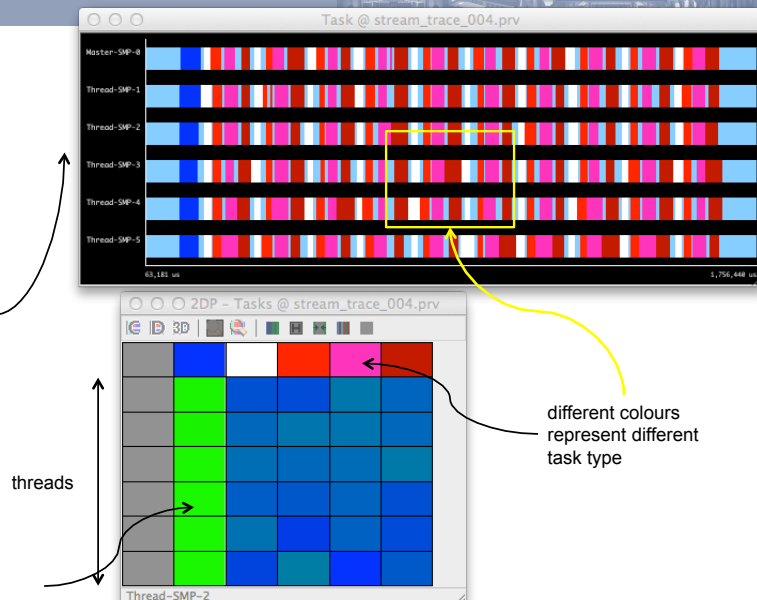 Task @ stream_trace_004.prv
Master-SMP-0
Thread-SMP-1
Thread-SMP-2
Thread-SMP-3
Thread-SMP-4
Thread-SMP-5
63,181 us
1,756,440 us
2DP - Tasks @ stream_trace_004.prv
3D
H
threads
different colours
represent different
task type
Thread-SMP-2